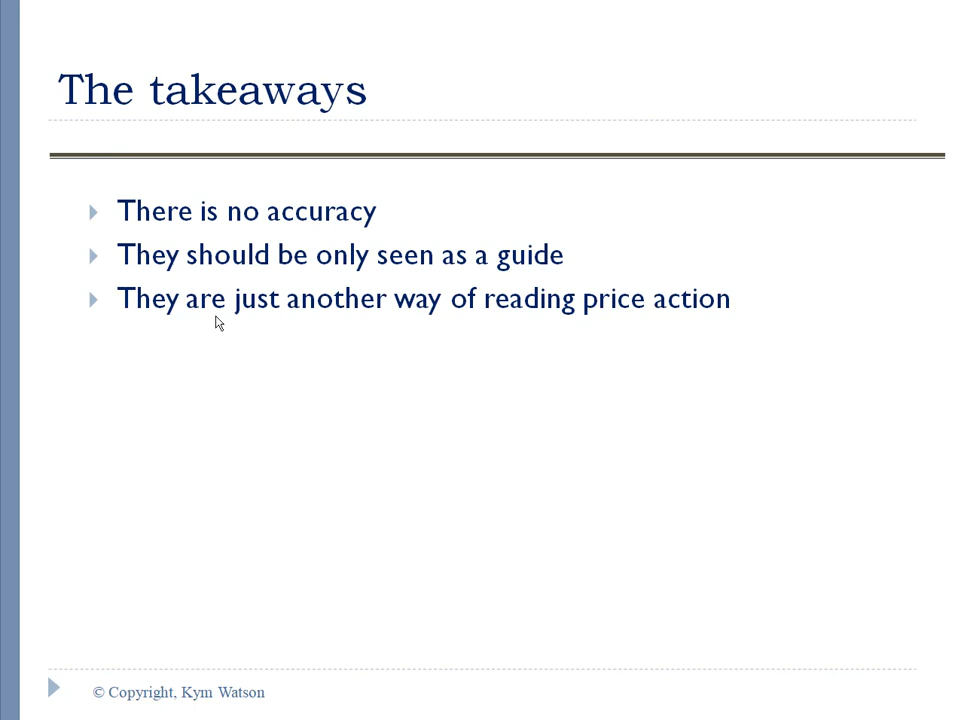 The takeaways
There is no accuracy
They should be only seen as a guide
They are just another way of reading price action
© Copyright, Kym Watson